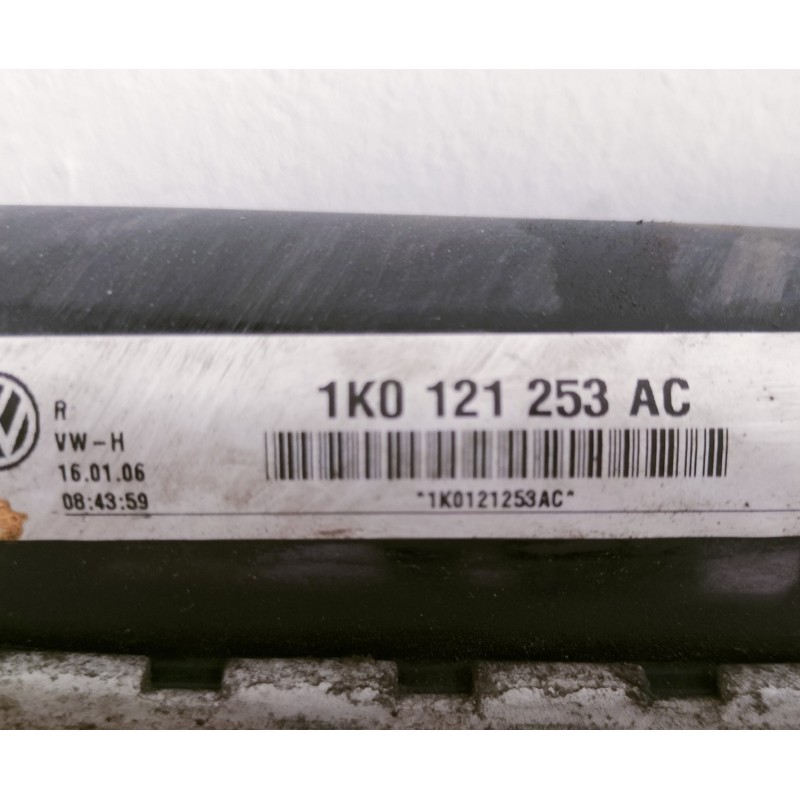 1K0 121 253 AC
R
VW-H
16.01.06
08:43:59
*1K0121253AC*